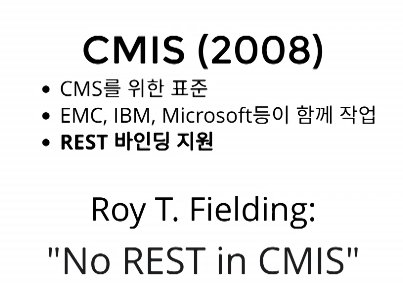 CMIS (2008)
• CMS를 위한 표준
• EMC, IBM, Microsoft등이 함께 작업
• REST 바인딩 지원
Roy T. Fielding:
"No REST in CMIS"